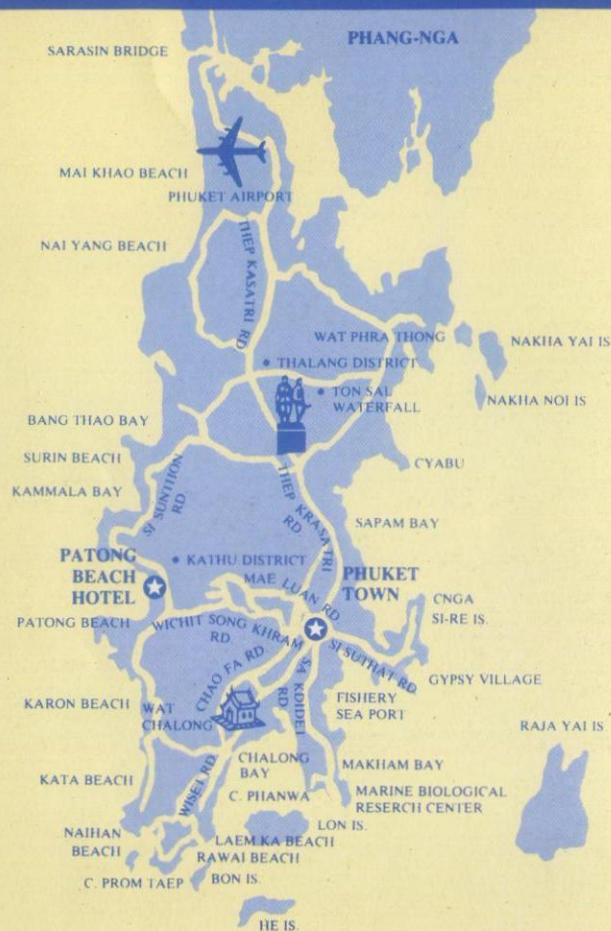 PHANG-NGA
SARASIN BRIDGE
MAI KHAO BEACH
PHUKET AIRPORT
NAI YANG BEACH
THEP KASATRI RD
WAT PHRA THONG
NAKHA YAI IS
THALANG DISTRICT
TON SAL
WATERFALL
NAKHA NOI IS
BANG THAO BAY
SURIN BEACH
CYABU
KAMMALA BAY
SI SUNTHON
RD
THEP KRASATRI
RD
SAPAM BAY
PATONG
BEACH
HOTEL
KATHU DISTRICT
MAE LUAN RD
PHUKET
TOWN
CNGA
SI-RE IS.
PATONG BEACH
WICHIT SONG KHRAM
RD.
SI SUTHAT RD.
GYPSY VILLAGE
CHAO FA RD.
SA KDIDEJ
RD
FISHERY
SEA PORT
KARON BEACH
WAT
CHALONG
RAJA YAI IS.
KATA BEACH
WISET RD.
CHALONG
BAY
MAKHAM BAY
C. PHANWA
MARINE BIOLOGICAL
RESERCH CENTER
LON IS.
NAIHAN
BEACH
LAEM KA BEACH
RAWAI BEACH
C. PROM TAEP
BON IS.
HE IS.